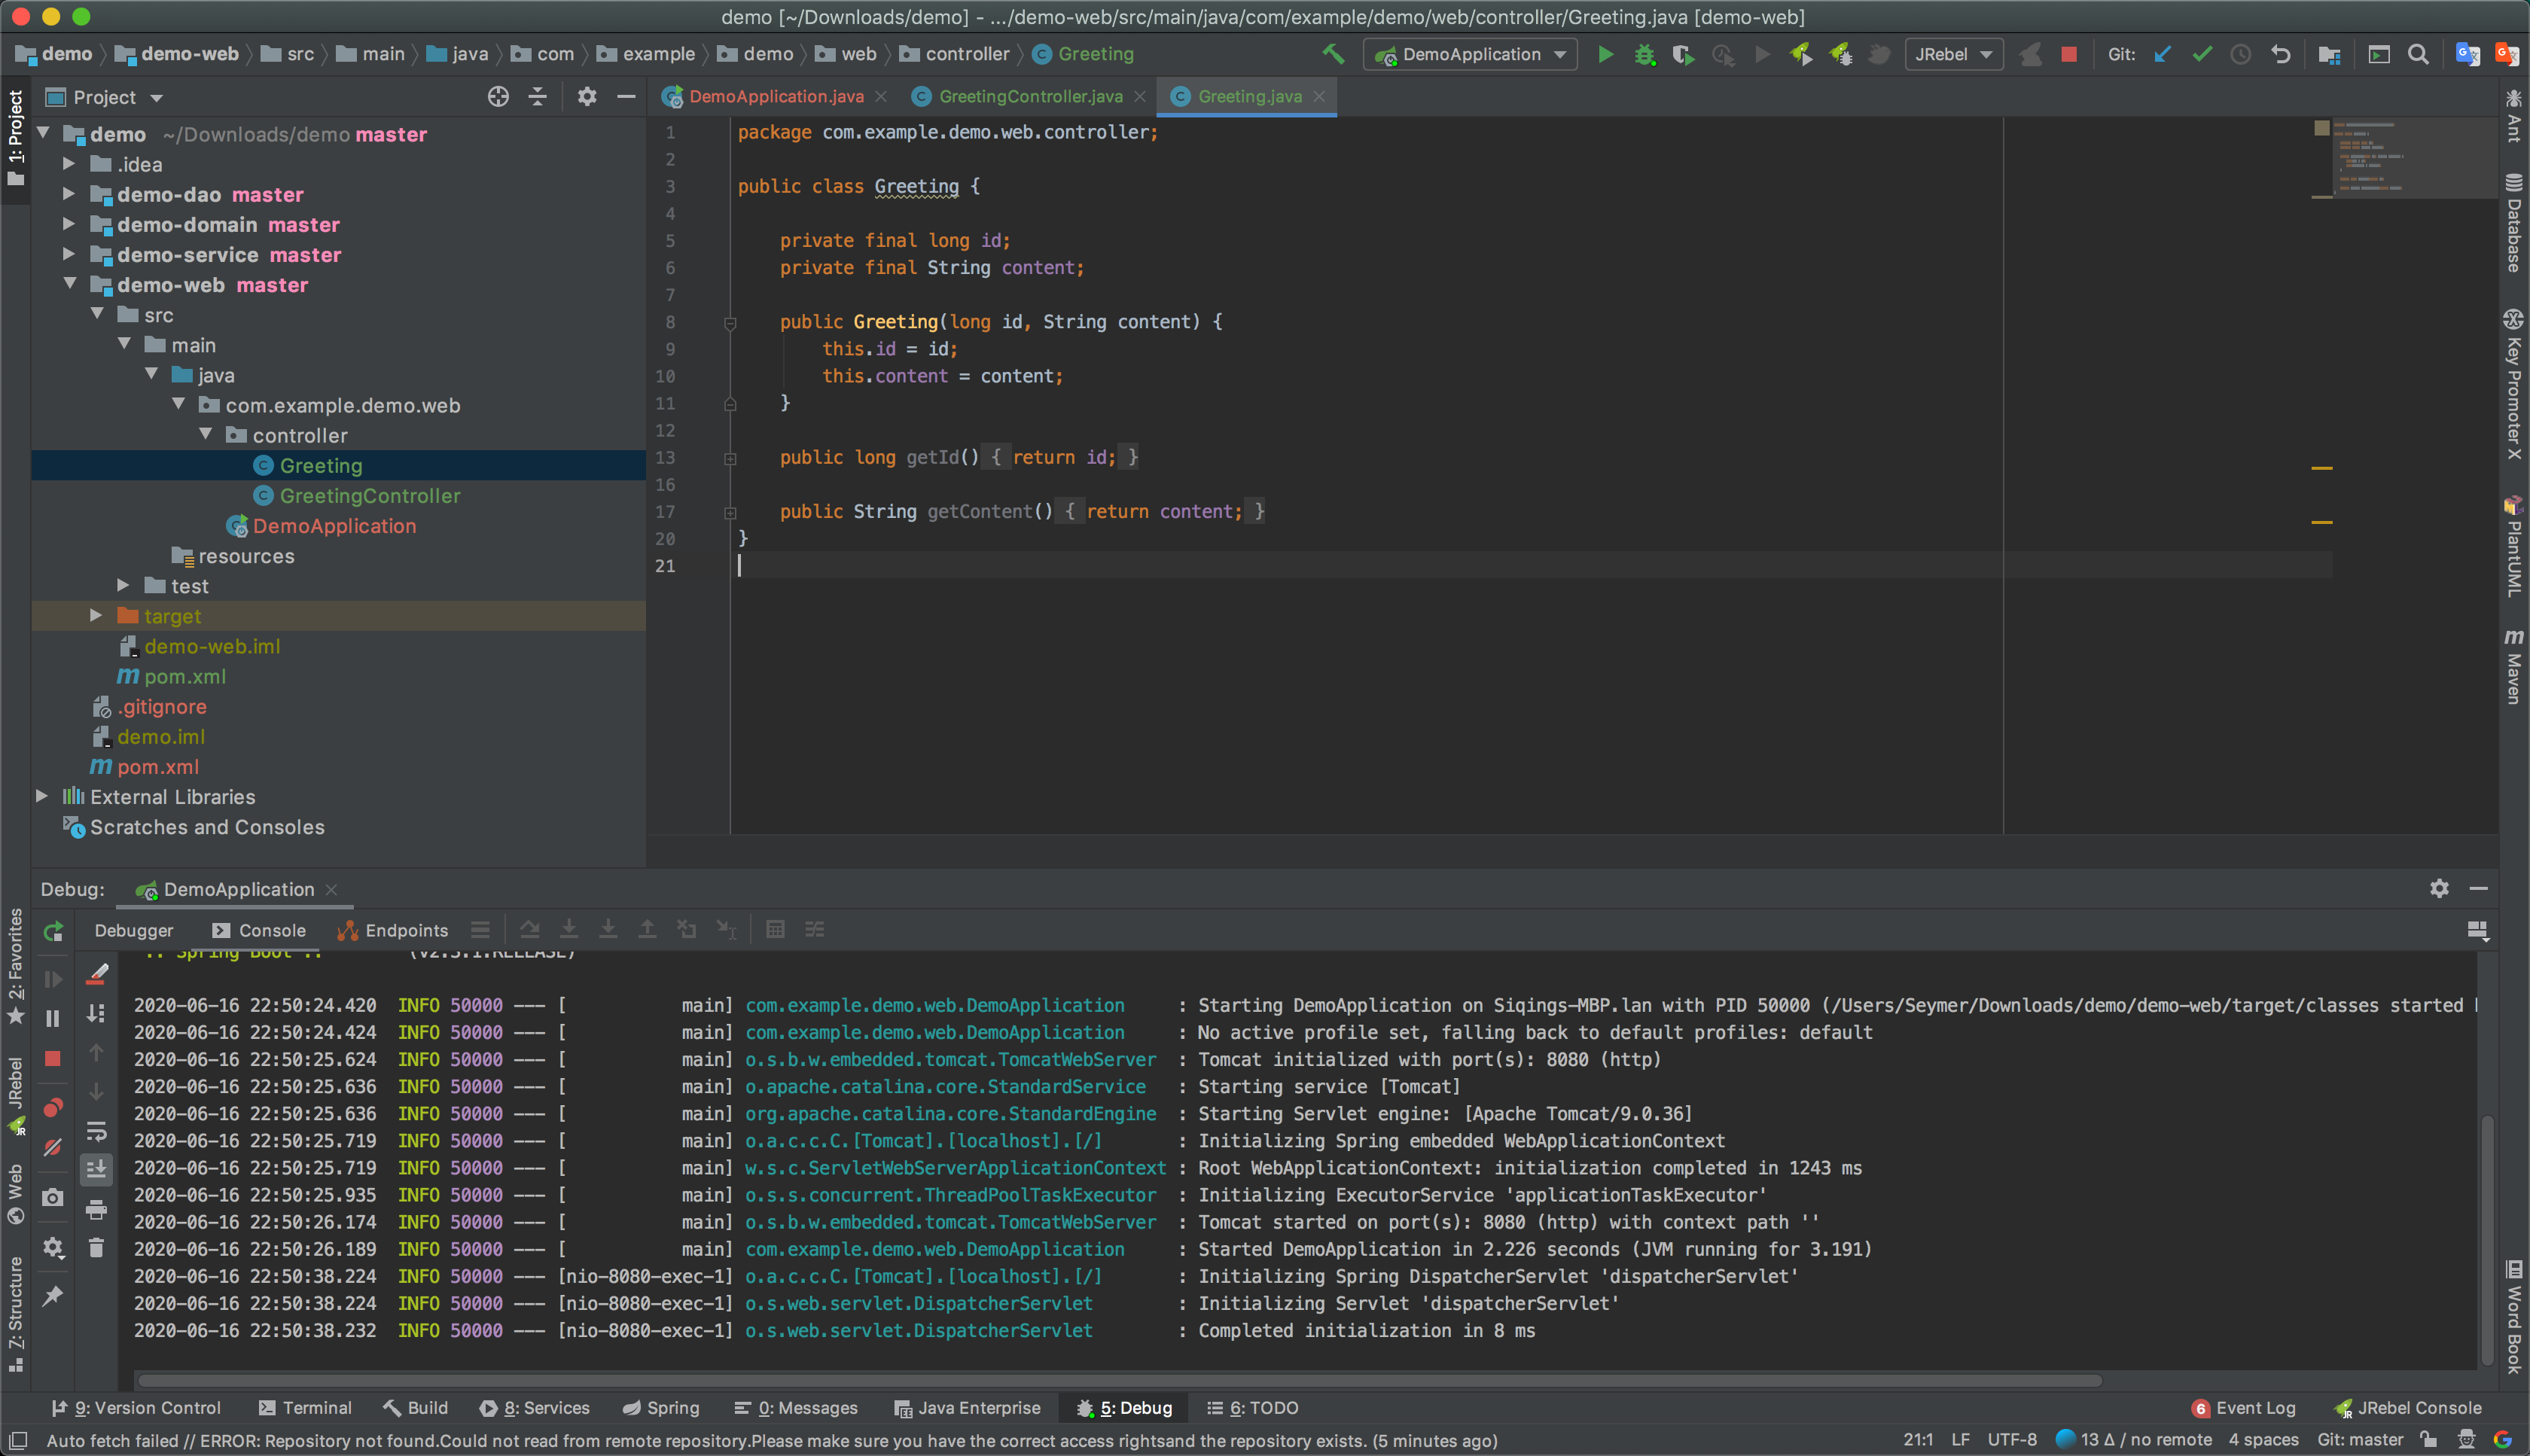 demo [~/Downloads/demo] - .../demo-web/src/main/java/com/example/demo/web/controller/Greeting.java [demo-web]
demo demo-web src main java com example demo web controller Greeting DemoApplication JRebel Git:
1: Project
Project
DemoApplication.java GreetingController.java Greeting.java
demo ~/Downloads/demo master
.idea
demo-dao master
demo-domain master
demo-service master
demo-web master
src
main
java
com.example.demo.web
controller
Greeting
GreetingController
DemoApplication
resources
test
target
demo-web.iml
pom.xml
.gitignore
demo.iml
pom.xml
External Libraries
Scratches and Consoles
1 package com.example.demo.web.controller;
2
3 public class Greeting {
4
5 private final long id;
6 private final String content;
7
8 public Greeting(long id, String content) {
9 this.id = id;
10 this.content = content;
11 }
12
13 public long getId() { return id; }
16
17 public String getContent() { return content; }
20 }
21
Ant
Database
Key Promoter X
PlantUML
Maven
Word Book
2: Favorites
JRebel
Web
Z: Structure
Debug: DemoApplication
Debugger Console Endpoints
:: Spring Boot :: (v2.3.1.RELEASE)
2020-06-16 22:50:24.420 INFO 50000 --- [ main] com.example.demo.web.DemoApplication : Starting DemoApplication on Siqings-MBP.lan with PID 50000 (/Users/Seymer/Downloads/demo/demo-web/target/classes started
2020-06-16 22:50:24.424 INFO 50000 --- [ main] com.example.demo.web.DemoApplication : No active profile set, falling back to default profiles: default
2020-06-16 22:50:25.624 INFO 50000 --- [ main] o.s.b.w.embedded.tomcat.TomcatWebServer : Tomcat initialized with port(s): 8080 (http)
2020-06-16 22:50:25.636 INFO 50000 --- [ main] o.apache.catalina.core.StandardService : Starting service [Tomcat]
2020-06-16 22:50:25.636 INFO 50000 --- [ main] org.apache.catalina.core.StandardEngine : Starting Servlet engine: [Apache Tomcat/9.0.36]
2020-06-16 22:50:25.719 INFO 50000 --- [ main] o.a.c.c.C.[Tomcat].[localhost].[/] : Initializing Spring embedded WebApplicationContext
2020-06-16 22:50:25.719 INFO 50000 --- [ main] w.s.c.ServletWebServerApplicationContext : Root WebApplicationContext: initialization completed in 1243 ms
2020-06-16 22:50:25.935 INFO 50000 --- [ main] o.s.s.concurrent.ThreadPoolTaskExecutor : Initializing ExecutorService 'applicationTaskExecutor'
2020-06-16 22:50:26.174 INFO 50000 --- [ main] o.s.b.w.embedded.tomcat.TomcatWebServer : Tomcat started on port(s): 8080 (http) with context path ''
2020-06-16 22:50:26.189 INFO 50000 --- [ main] com.example.demo.web.DemoApplication : Started DemoApplication in 2.226 seconds (JVM running for 3.191)
2020-06-16 22:50:38.224 INFO 50000 --- [nio-8080-exec-1] o.a.c.c.C.[Tomcat].[localhost].[/] : Initializing Spring DispatcherServlet 'dispatcherServlet'
2020-06-16 22:50:38.224 INFO 50000 --- [nio-8080-exec-1] o.s.web.servlet.DispatcherServlet : Initializing Servlet 'dispatcherServlet'
2020-06-16 22:50:38.232 INFO 50000 --- [nio-8080-exec-1] o.s.web.servlet.DispatcherServlet : Completed initialization in 8 ms
9: Version Control Terminal Build 8: Services Spring 0: Messages Java Enterprise 5: Debug 6: TODO 6 Event Log JRebel Console
Auto fetch failed // ERROR: Repository not found.Could not read from remote repository.Please make sure you have the correct access rightsand the repository exists. (5 minutes ago) 21:1 LF UTF-8 13 Δ / no remote 4 spaces Git: master